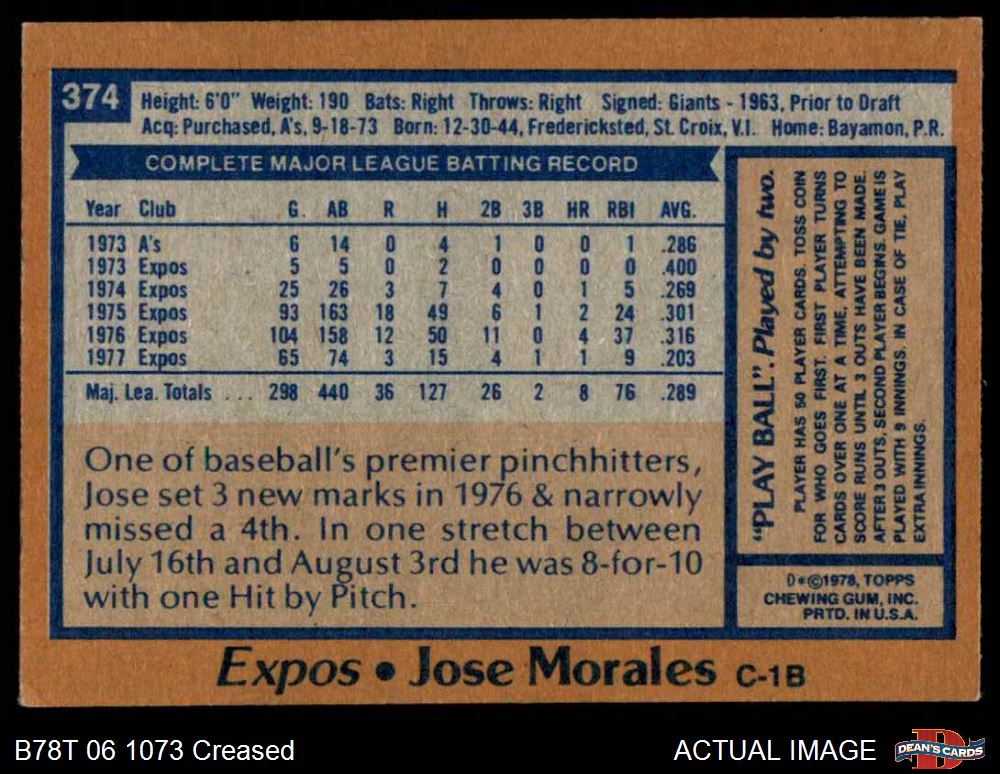 374
Height: 6'0" Weight: 190 Bats: Right Throws: Right Signed: Giants - 1963, Prior to Draft
Acq: Purchased, A's, 9-18-73 Born: 12-30-44, Fredericksted, St. Croix, V.I. Home: Bayamon, P.R.
COMPLETE MAJOR LEAGUE BATTING RECORD
Year Club G. AB R H 2B 3B HR RBI AVG.
1973 A's 6 14 0 4 1 0 0 1 .286
1973 Expos 5 5 0 2 0 0 0 0 .400
1974 Expos 25 26 3 7 4 0 1 5 .269
1975 Expos 93 163 18 49 6 1 2 24 .301
1976 Expos 104 158 12 50 11 0 4 37 .316
1977 Expos 65 74 3 15 4 1 1 9 .203
Maj. Lea. Totals ... 298 440 36 127 26 2 8 76 .289
One of baseball's premier pinchhitters,
Jose set 3 new marks in 1976 & narrowly
missed a 4th. In one stretch between
July 16th and August 3rd he was 8-for-10
with one Hit by Pitch.
"PLAY BALL". Played by two.
PLAYER HAS 50 PLAYER CARDS. TOSS COIN
FOR WHO GOES FIRST. FIRST PLAYER TURNS
CARDS OVER ONE AT A TIME, ATTEMPTING TO
SCORE RUNS UNTIL 3 OUTS HAVE BEEN MADE.
AFTER 3 OUTS, SECOND PLAYER BEGINS. GAME IS
PLAYED WITH 9 INNINGS. IN CASE OF TIE, PLAY
EXTRA INNINGS.
D*©1978, TOPPS
CHEWING GUM, INC.
PRTD. IN U.S.A.
Expos • Jose Morales C-1B
B78T 06 1073 Creased
ACTUAL IMAGE
D
DEAN'S CARDS